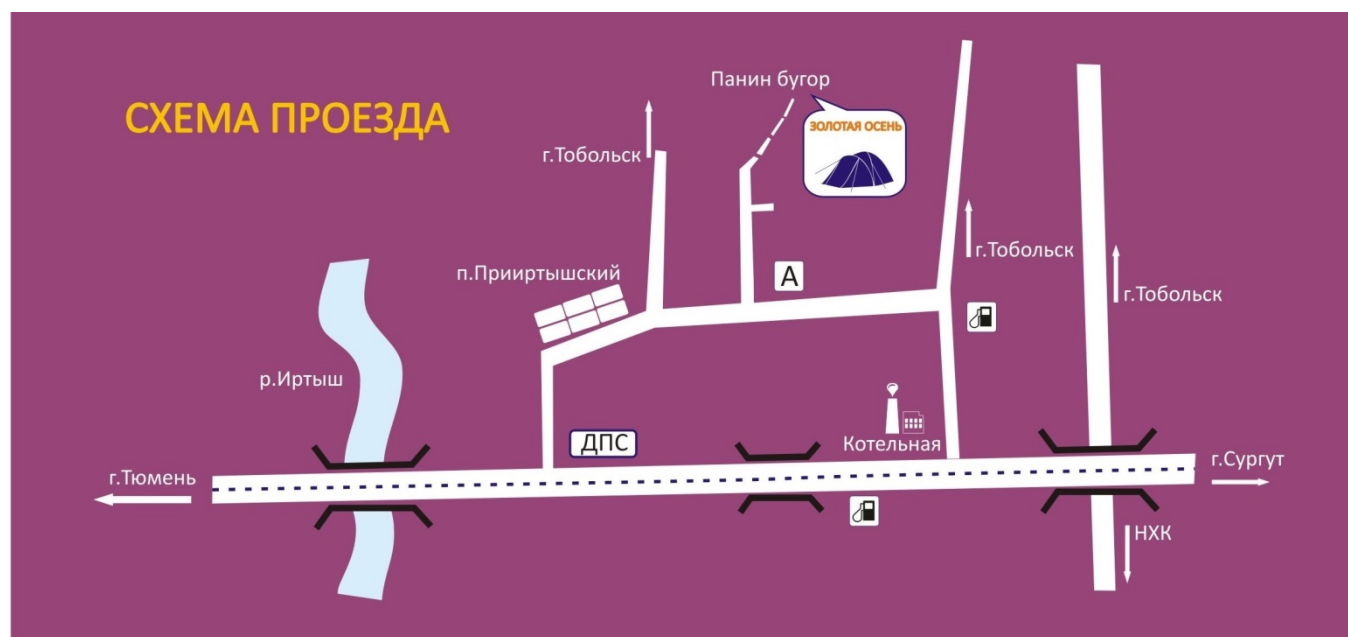 СХЕМА ПРОЕЗДА
Панин бугор
ЗОЛОТАЯ ОСЕНЬ
г.Тобольск
г.Тобольск
г.Тобольск
п.Прииртышский
А
р.Иртыш
ДПС
Котельная
г.Тюмень
г.Сургут
НХК